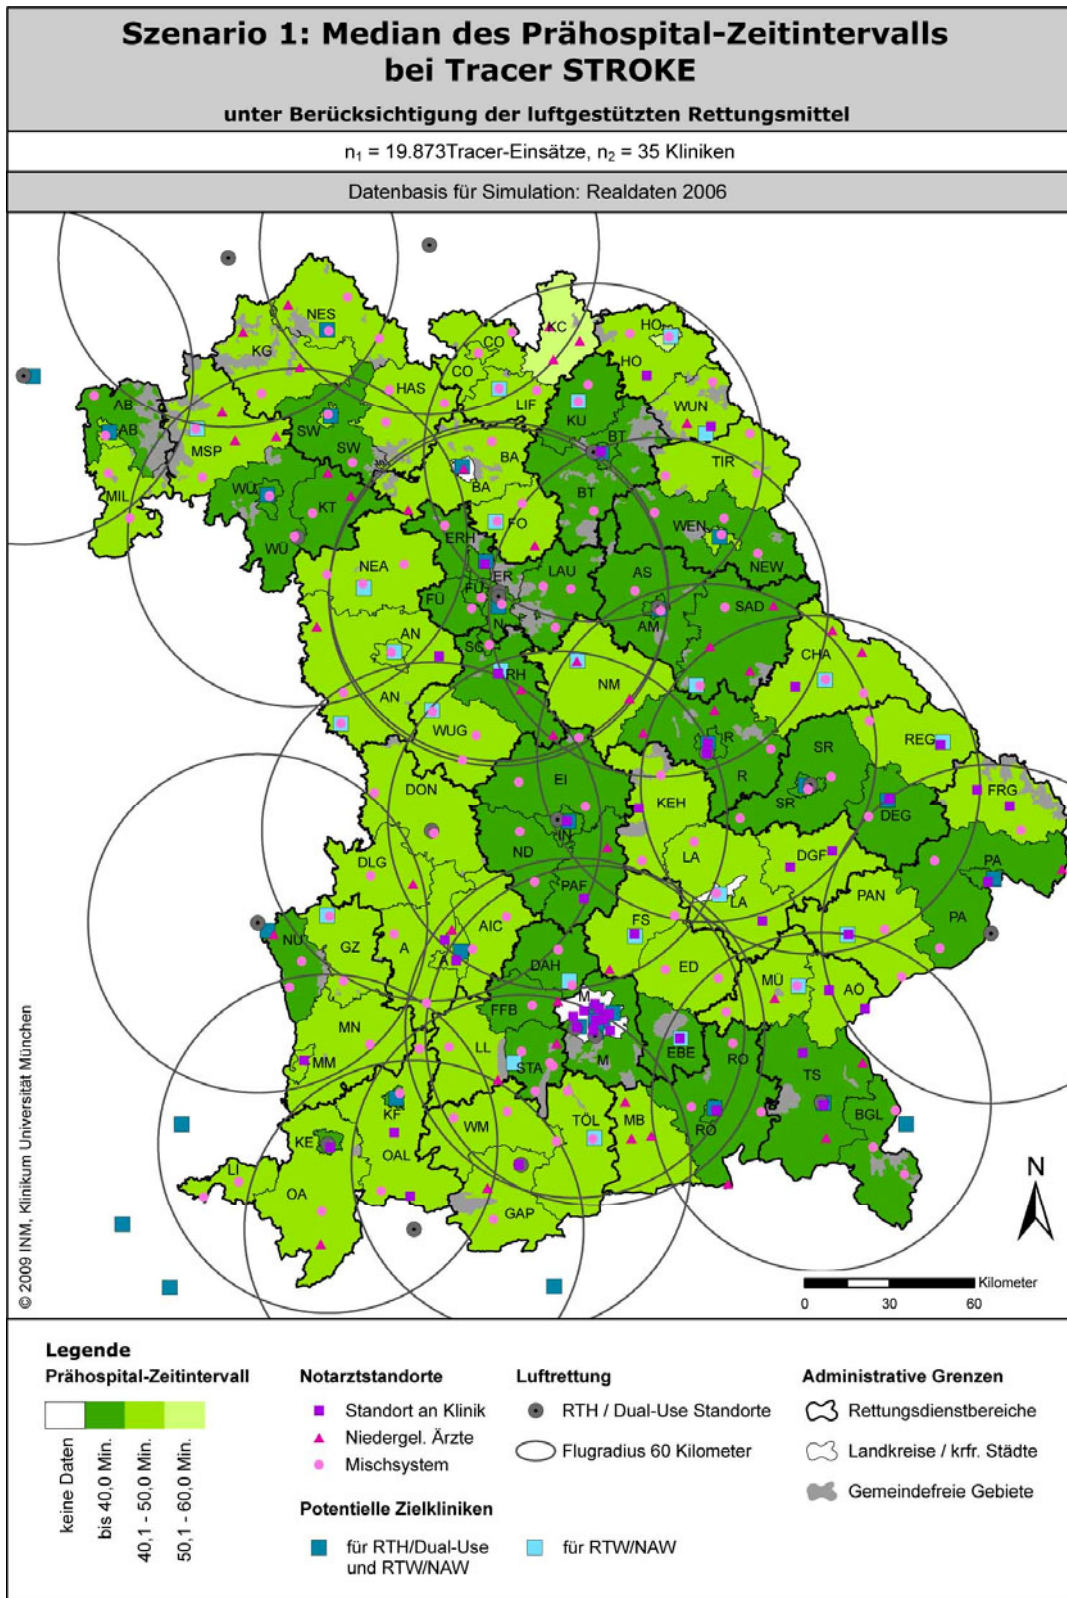 Szenario 1: Median des Prähospital-Zeitintervalls
bei Tracer STROKE
unter Berücksichtigung der luftgestützten Rettungsmittel
n1 = 19.873Tracer-Einsätze, n2 = 35 Kliniken
Datenbasis für Simulation: Realdaten 2006
NES
KC
HO
CO
KG
CO
HO
HAS
AB
LIF
WUN
KU
AB
SW
BT
MSP
SW
BA
TIR
WÜ
BA
MIL
KT
BT
FO
WEN
WÜ
ERH
NEW
NEA
ER
LAU
AS
FÜ
FÜ
SAD
N
AM
AN
SC
CHA
RH
NM
AN
WUG
R
SR
REG
EI
R
DON
KEH
FRG
SR
DEG
IN
ND
LA
DGF
DLG
PA
PAF
LA
PAN
FS
AIC
PA
NU
GZ
A
A
DAH
ED
MÜ
AÖ
M
FFB
MN
LL
M
EBE
RO
MM
STA
TS
KF
WM
TÖL
MB
BGL
RO
KE
OAL
LI
OA
GAP
N
Kilometer
0 30 60
© 2009 INM, Klinikum Universität München
Legende
Prähospital-Zeitintervall
keine Daten
bis 40,0 Min.
40,1 - 50,0 Min.
50,1 - 60,0 Min.
Notarztstandorte
Standort an Klinik
Niedergel. Ärzte
Mischsystem
Potentielle Zielkliniken
für RTH/Dual-Use
und RTW/NAW
für RTW/NAW
Luftrettung
RTH / Dual-Use Standorte
Flugradius 60 Kilometer
Administrative Grenzen
Rettungsdienstbereiche
Landkreise / krfr. Städte
Gemeindefreie Gebiete